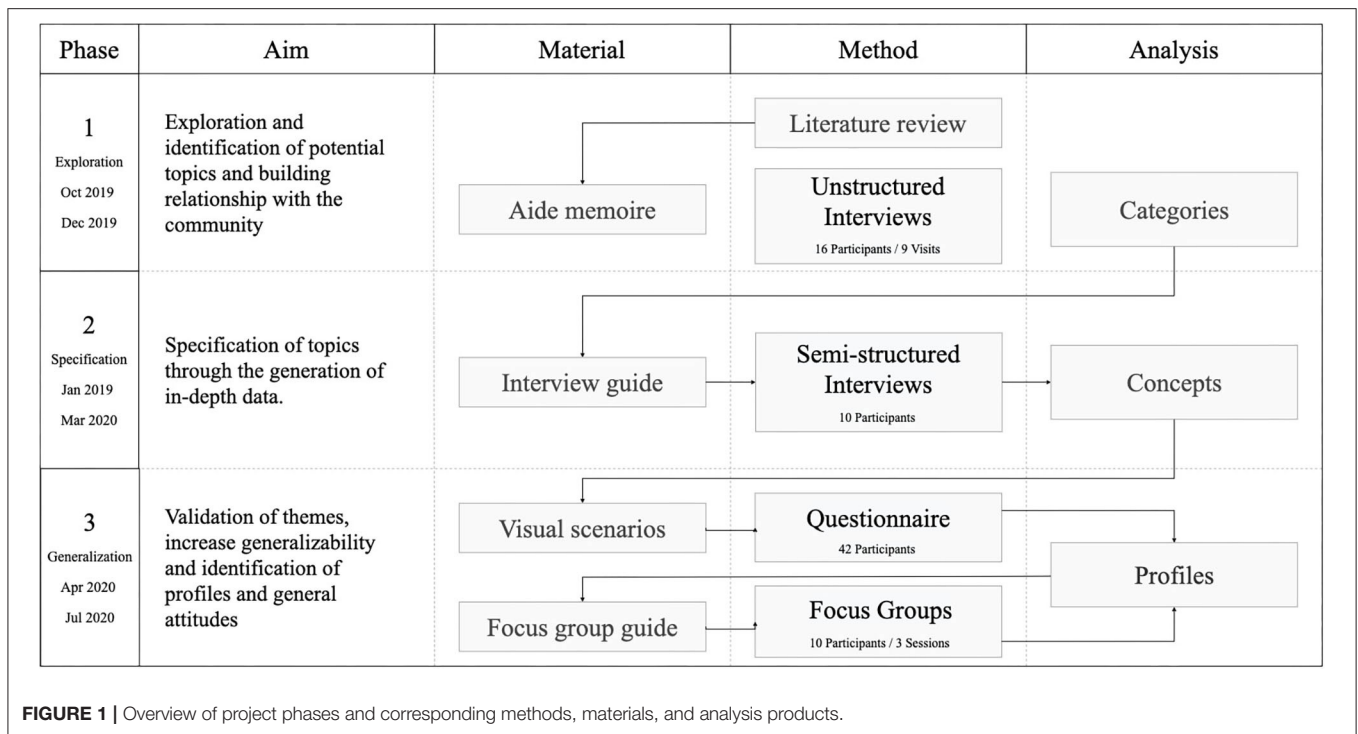 Phase
Aim
Material
Method
Analysis
1
Exploration
Oct 2019
Dec 2019
Exploration and
identification of potential
topics and building
relationship with the
community
Aide memoire
Literature review
Unstructured
Interviews
16 Participants / 9 Visits
Categories
2
Specification
Jan 2019
Mar 2020
Specification of topics
through the generation of
in-depth data.
Interview guide
Semi-structured
Interviews
10 Participants
Concepts
3
Generalization
Apr 2020
Jul 2020
Validation of themes,
increase generalizability
and identification of
profiles and general
attitudes
Visual scenarios
Focus group guide
Questionnaire
42 Participants
Focus Groups
10 Participants / 3 Sessions
Profiles
FIGURE 1 | Overview of project phases and corresponding methods, materials, and analysis products.